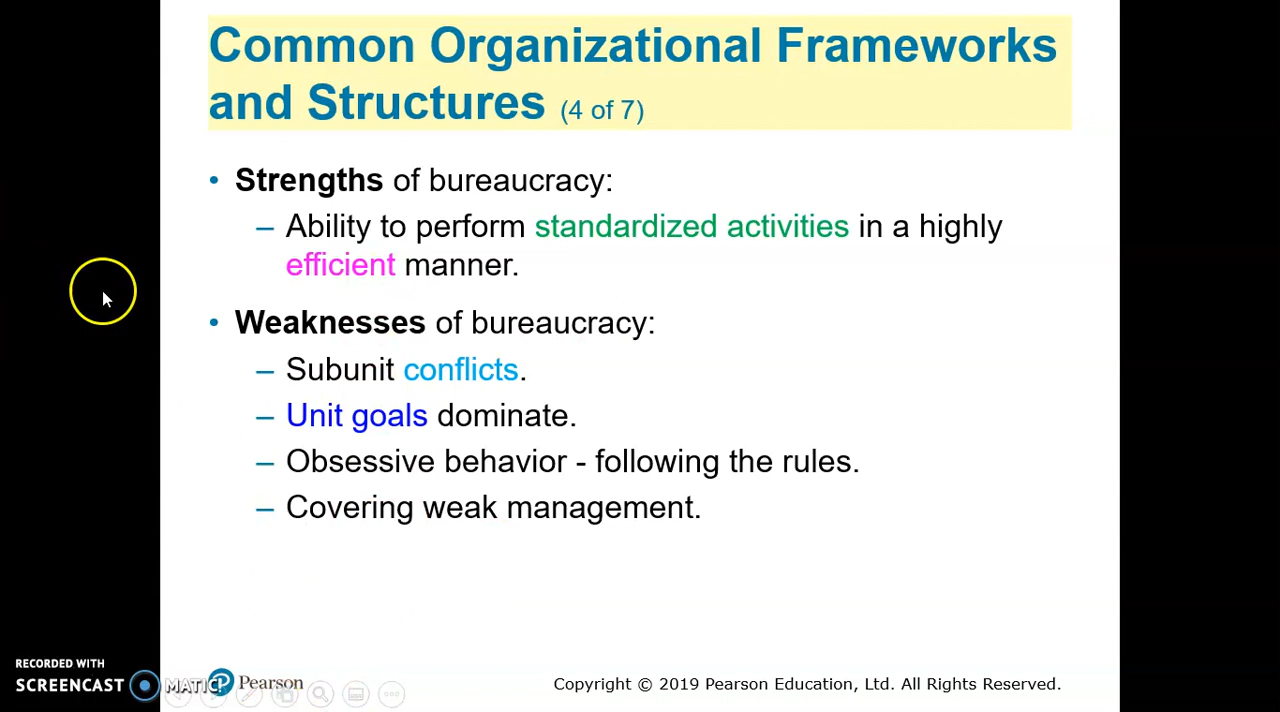 Common Organizational Frameworks
and Structures (4 of 7)
• Strengths of bureaucracy:
– Ability to perform standardized activities in a highly
efficient manner.
• Weaknesses of bureaucracy:
– Subunit conflicts.
– Unit goals dominate.
– Obsessive behavior - following the rules.
– Covering weak management.
RECORDED WITH
SCREENCAST MATIC
Pearson
Copyright © 2019 Pearson Education, Ltd. All Rights Reserved.